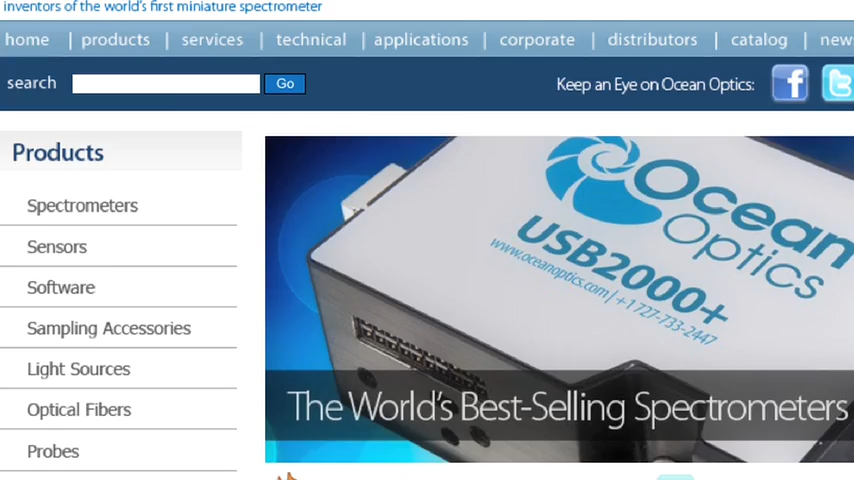 inventors of the world's first miniature spectrometer
home | products | services | technical | applications | corporate | distributors | catalog | news
search Go Keep an Eye on Ocean Optics:
Products
Spectrometers
Sensors
Software
Sampling Accessories
Light Sources
Optical Fibers
Probes
Ocean
Optics
USB2000+
www.oceanoptics.com | +1 727-733-2447
The World's Best-Selling Spectrometers